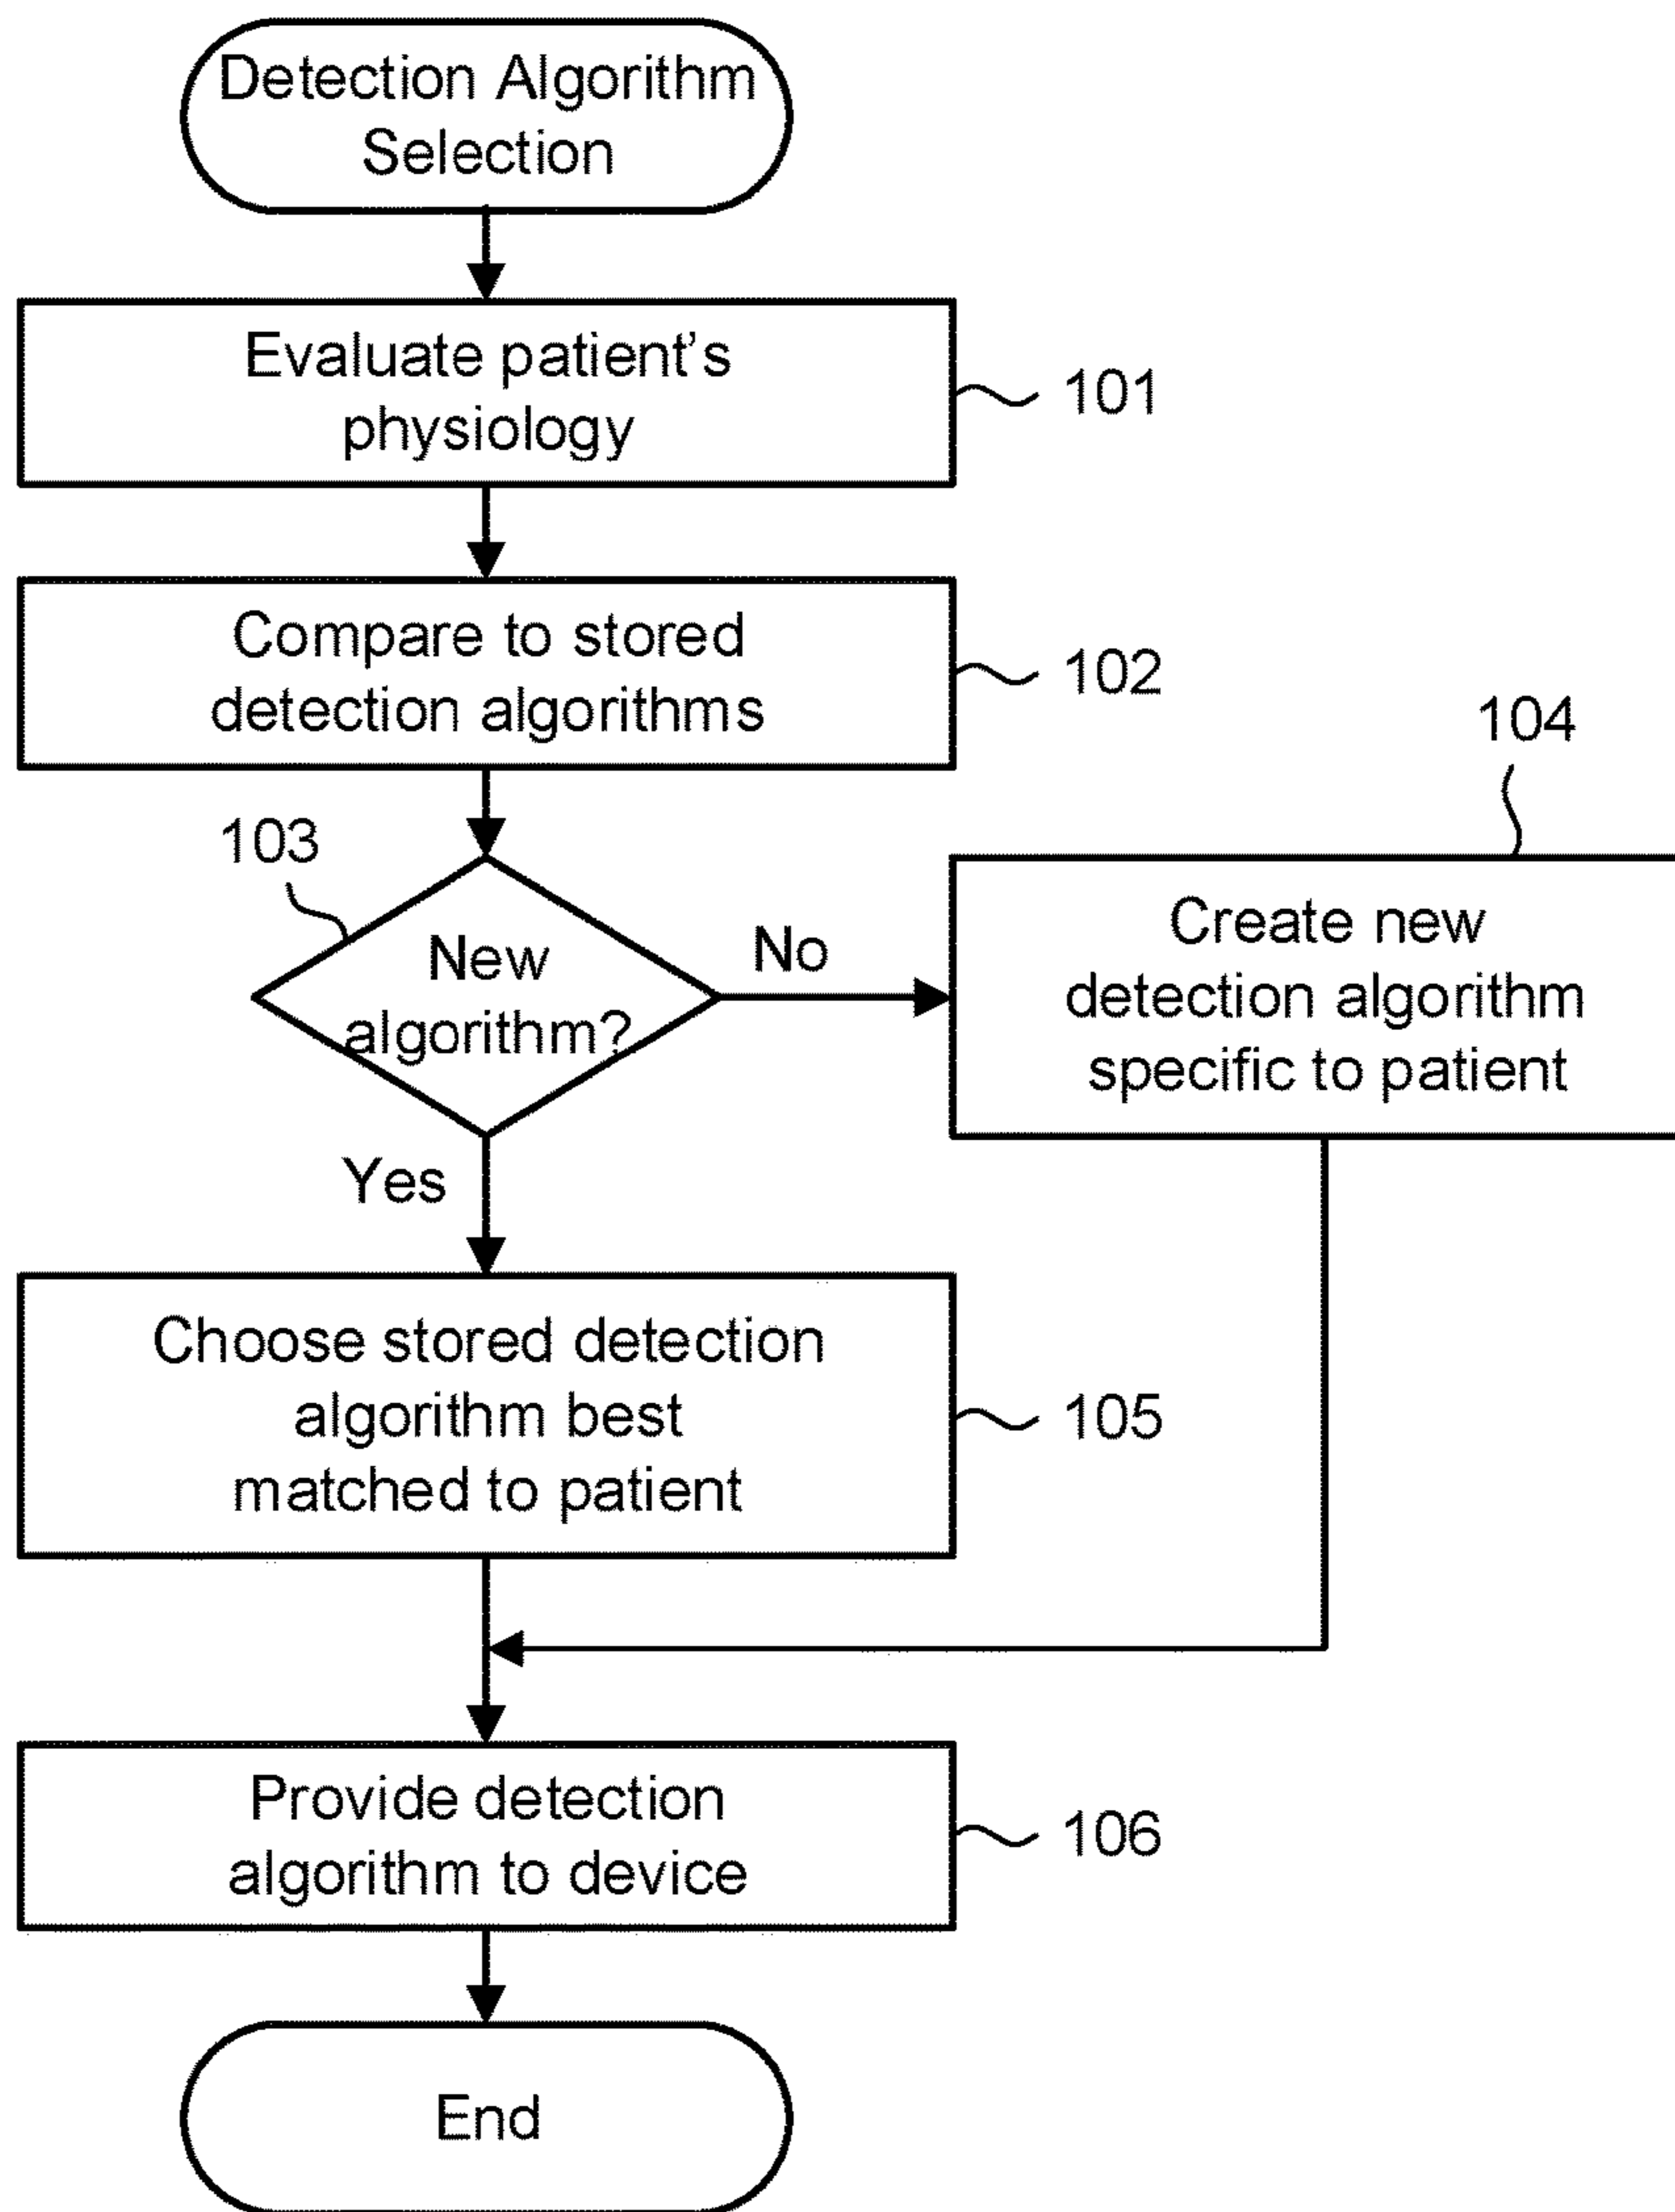 Detection Algorithm
Selection
Evaluate patient's
physiology
101
Compare to stored
detection algorithms
102
103
New
algorithm?
No
Yes
104
Create new
detection algorithm
specific to patient
Choose stored detection
algorithm best
matched to patient
105
Provide detection
algorithm to device
106
End